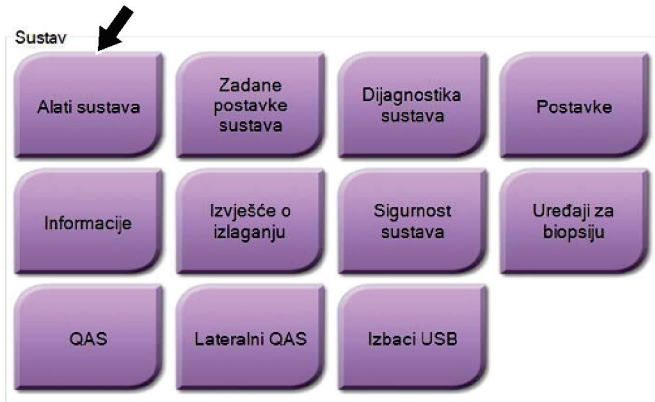 Sustav
Alati sustava
Zadane
postavke
sustava
Dijagnostika
sustava
Postavke
Informacije
Izvješće o
izlaganju
Sigurnost
sustava
Uređaji za
biopsiju
QAS
Lateralni QAS
Izbaci USB